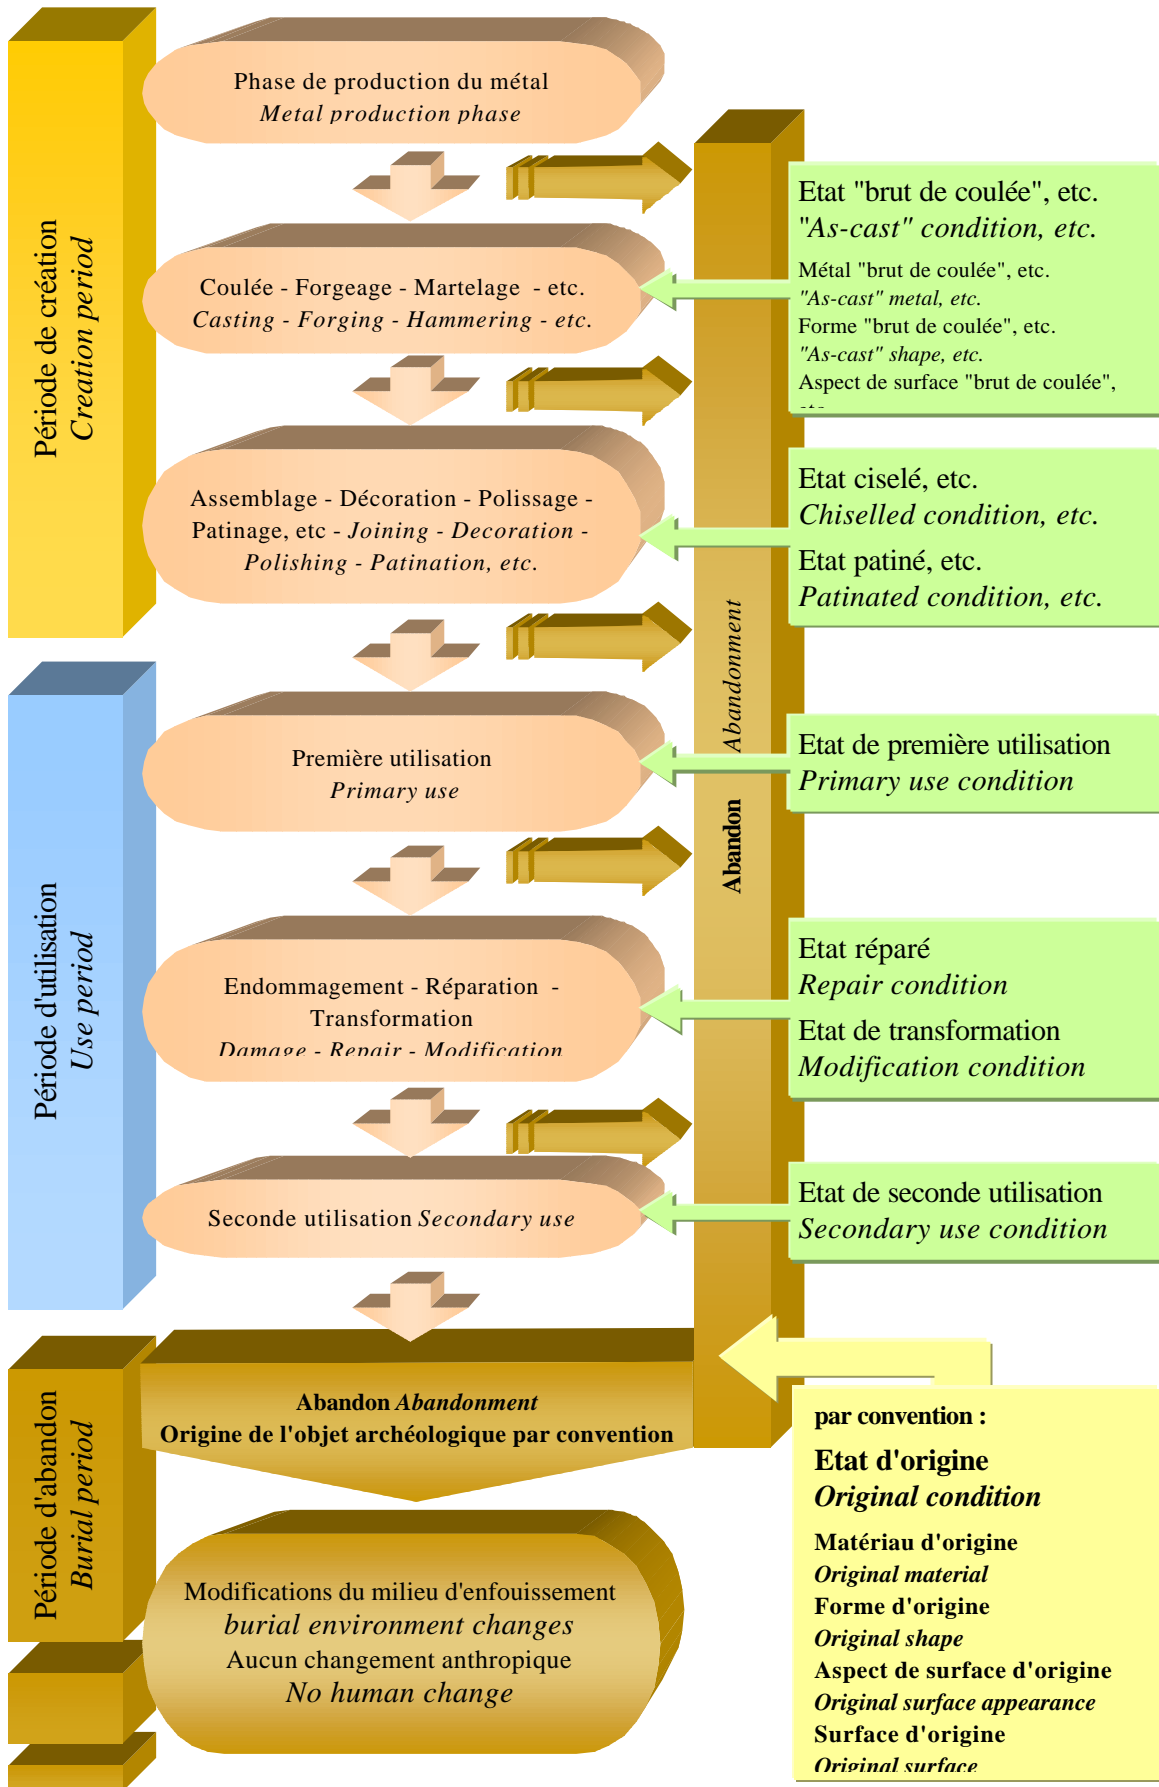 Période de création
Creation period
Phase de production du métal
Metal production phase
Coulée - Forgeage - Martelage - etc.
Casting - Forging - Hammering - etc.
Assemblage - Décoration - Polissage -
Patinage, etc - Joining - Decoration -
Polishing - Patination, etc.
Période d'utilisation
Use period
Première utilisation
Primary use
Endommagement - Réparation -
Transformation
Damage - Repair - Modification
Seconde utilisation Secondary use
Période d'abandon
Burial period
Abandon Abandonment
Origine de l'objet archéologique par convention
Modifications du milieu d'enfouissement
burial environment changes
Aucun changement anthropique
No human change
Abandon Abandonment
Etat "brut de coulée", etc.
"As-cast" condition, etc.
Métal "brut de coulée", etc.
"As-cast" metal, etc.
Forme "brut de coulée", etc.
"As-cast" shape, etc.
Aspect de surface "brut de coulée",
Etat ciselé, etc.
Chiselled condition, etc.
Etat patiné, etc.
Patinated condition, etc.
Etat de première utilisation
Primary use condition
Etat réparé
Repair condition
Etat de transformation
Modification condition
Etat de seconde utilisation
Secondary use condition
par convention :
Etat d'origine
Original condition
Matériau d'origine
Original material
Forme d'origine
Original shape
Aspect de surface d'origine
Original surface appearance
Surface d'origine
Original surface